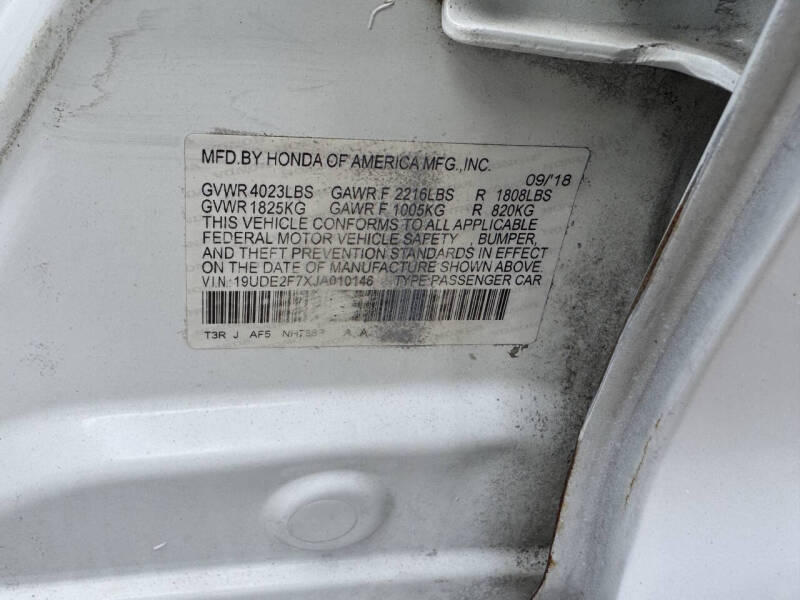 MFD.BY HONDA OF AMERICA MFG.,INC.
09/'18
GVWR 4023LBS GAWR F 2216LBS R 1808LBS
GVWR 1825KG GAWR F 1005KG R 820KG
THIS VEHICLE CONFORMS TO ALL APPLICABLE
FEDERAL MOTOR VEHICLE SAFETY , BUMPER,
AND THEFT PREVENTION STANDARDS IN EFFECT
ON THE DATE OF MANUFACTURE SHOWN ABOVE.
V.I.N.:19UDE2F7XJA010146 TYPE:PASSENGER CAR
T3R J AF5 A A